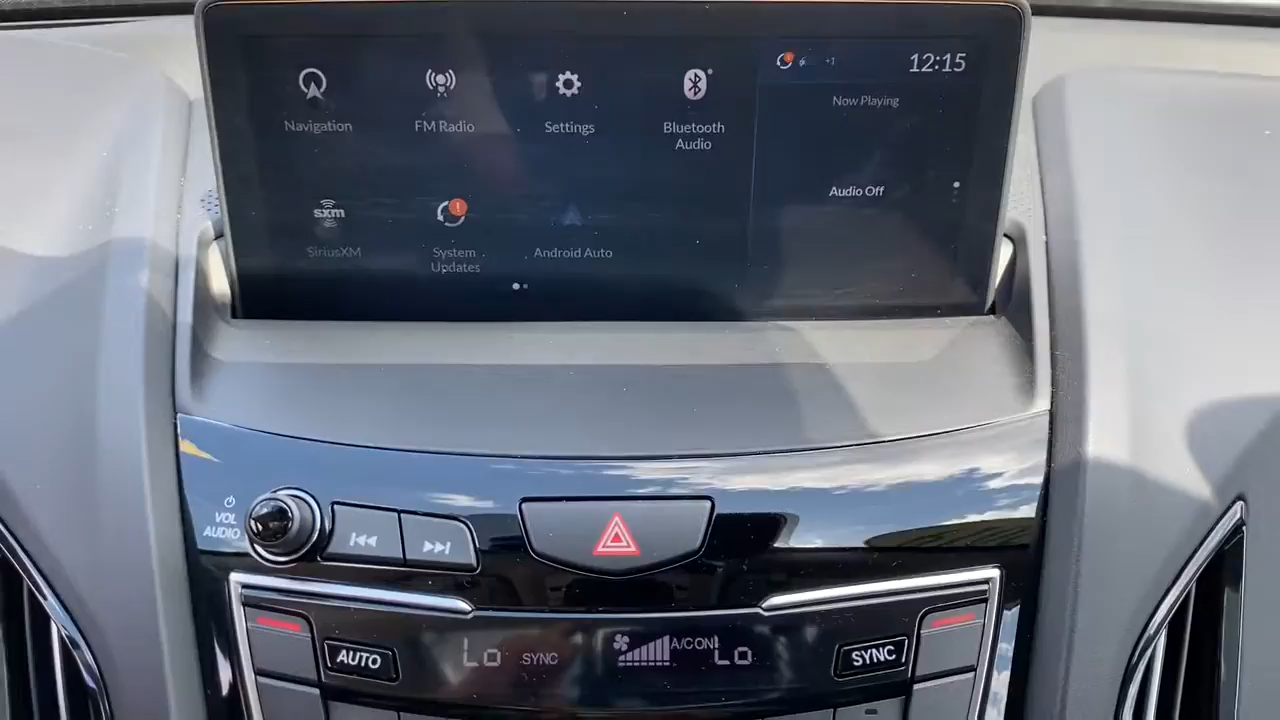 12:15
+1
Navigation
FM Radio
Settings
Bluetooth
Audio
Now Playing
Audio Off
sxm
SiriusXM
System
Updates
Android Auto
VOL
AUDIO
AUTO
Lo
SYNC
A/C ON
Lo
SYNC